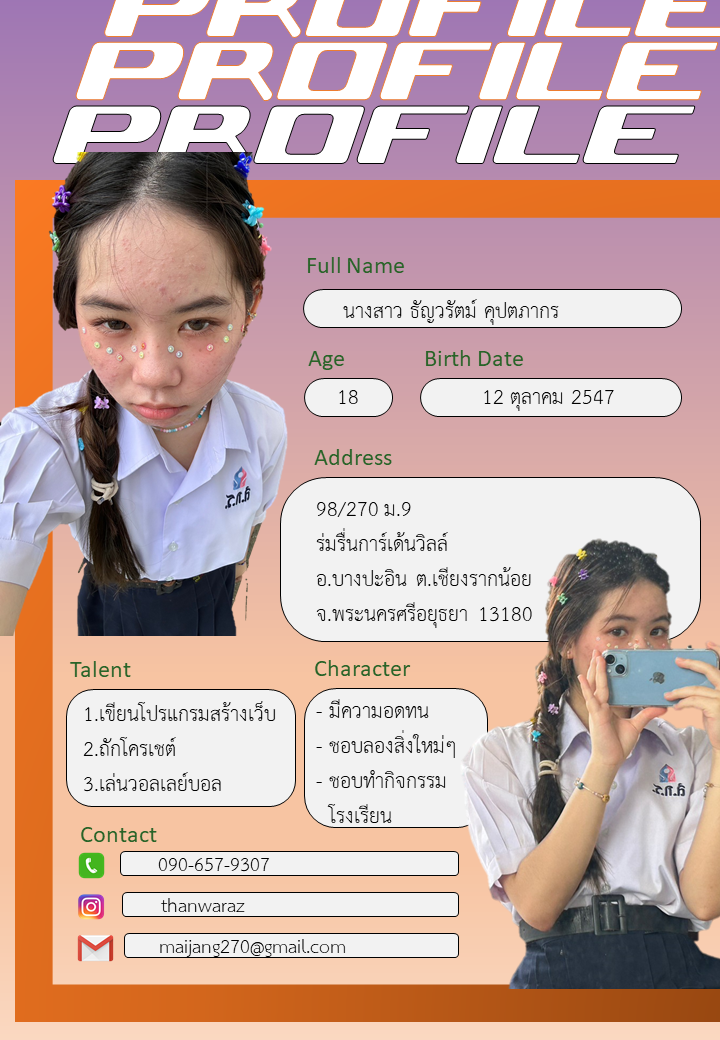 PROFILE
PROFILE
PROFILE
Full Name
นางสาว ธัญวรัตม์ คุปตภากร
Age
Birth Date
18
12 ตุลาคม 2547
Address
98/270 ม.9
ร่มรื่นการ์เด้นวิลล์
อ.บางปะอิน ต.เชียงรากน้อย
จ.พระนครศรีอยุธยา 13180
Talent
1.เขียนโปรแกรมสร้างเว็บ
2.ถักโครเชต์
3.เล่นวอลเลย์บอล
Character
- มีความอดทน
- ชอบลองสิ่งใหม่ๆ
- ชอบทำกิจกรรม
โรงเรียน
Contact
090-657-9307
thanwaraz
maijang270@gmail.com